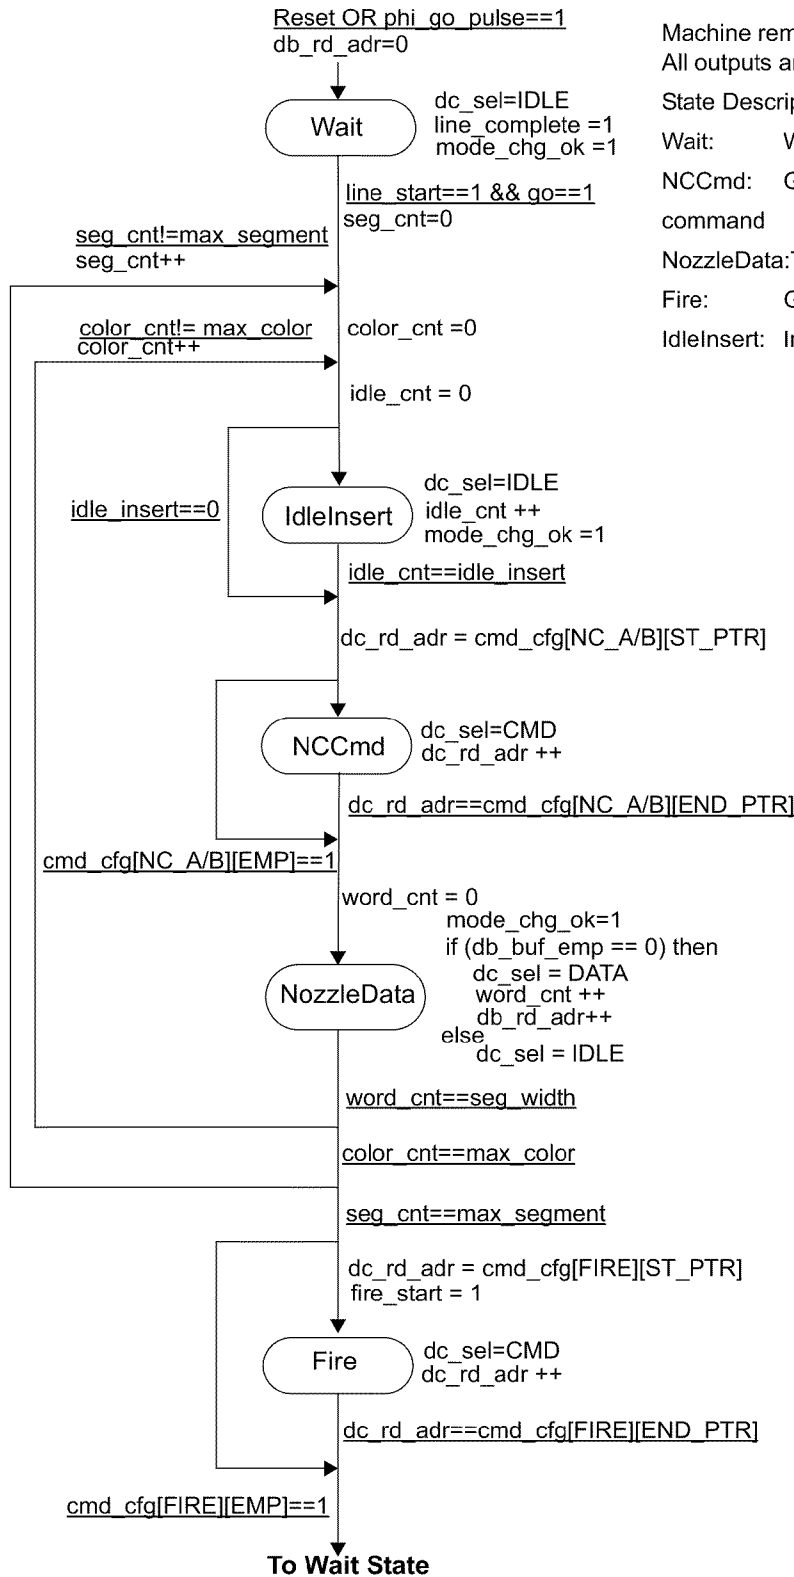 Reset OR phi_go_pulse==1
db_rd_adr=0
Machine rem
All outputs a
State Descrip
Wait: W
NCCmd: G
command
NozzleData:T
Fire: G
IdleInsert: I
Wait
dc_sel=IDLE
line_complete =1
mode_chg_ok =1
line_start==1 && go==1
seg_cnt=0
seg_cnt!=max_segment
seg_cnt++
color_cnt!= max_color
color_cnt++
color_cnt =0
idle_cnt = 0
idle_insert==0
IdleInsert
dc_sel=IDLE
idle_cnt ++
mode_chg_ok =1
idle_cnt==idle_insert
dc_rd_adr = cmd_cfg[NC_A/B][ST_PTR]
NCCmd
dc_sel=CMD
dc_rd_adr ++
dc_rd_adr==cmd_cfg[NC_A/B][END_PTR]
cmd_cfg[NC_A/B][EMP]==1
word_cnt = 0
mode_chg_ok=1
if (db_buf_emp == 0) then
dc_sel = DATA
word_cnt ++
db_rd_adr++
else
dc_sel = IDLE
NozzleData
word_cnt==seg_width
color_cnt==max_color
seg_cnt==max_segment
dc_rd_adr = cmd_cfg[FIRE][ST_PTR]
fire_start = 1
Fire
dc_sel=CMD
dc_rd_adr ++
dc_rd_adr==cmd_cfg[FIRE][END_PTR]
cmd_cfg[FIRE][EMP]==1
To Wait State